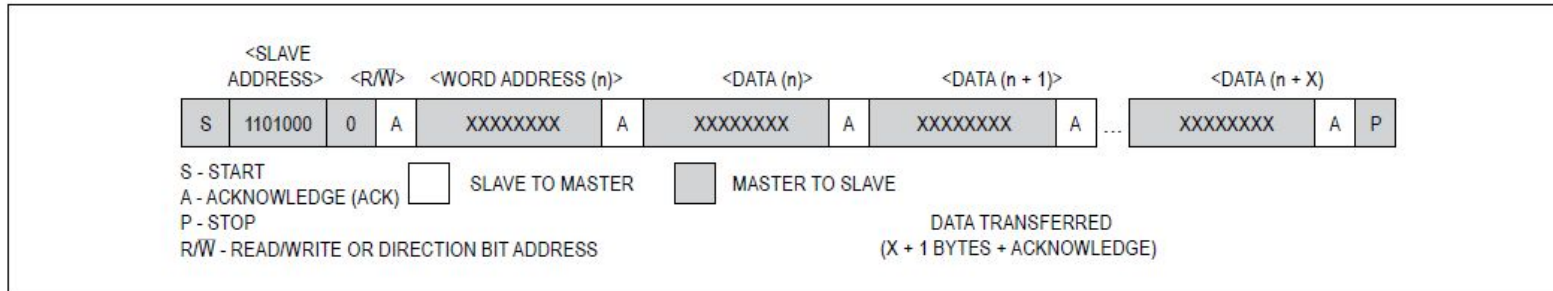 <SLAVE
ADDRESS> <R/W̅> <WORD ADDRESS (n)> <DATA (n)> <DATA (n + 1)> <DATA (n + X)
S 1101000 0 A XXXXXXXX A XXXXXXXX A XXXXXXXX A ... XXXXXXXX A P
S - START
A - ACKNOWLEDGE (ACK) SLAVE TO MASTER MASTER TO SLAVE
P - STOP DATA TRANSFERRED
R/W̅ - READ/WRITE OR DIRECTION BIT ADDRESS (X + 1 BYTES + ACKNOWLEDGE)